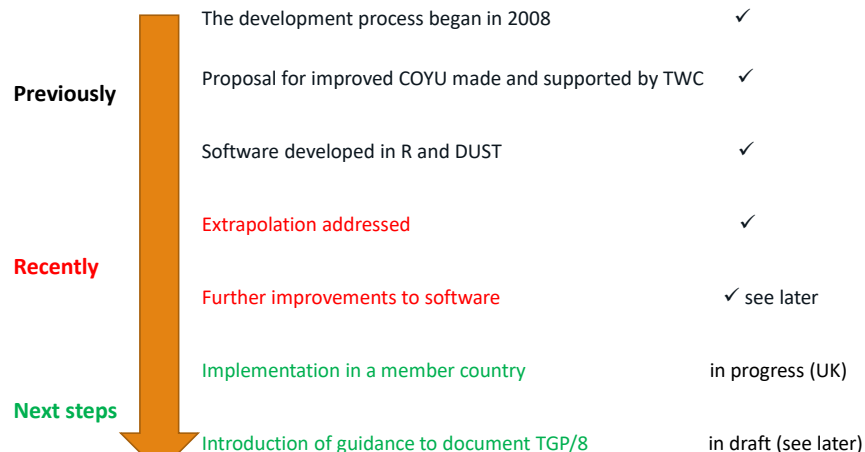 The development process began in 2008 ✓
Previously
Proposal for improved COYU made and supported by TWC ✓
Software developed in R and DUST ✓
Extrapolation addressed ✓
Recently
Further improvements to software ✓ see later
Implementation in a member country in progress (UK)
Next steps
Introduction of guidance to document TGP/8 in draft (see later)